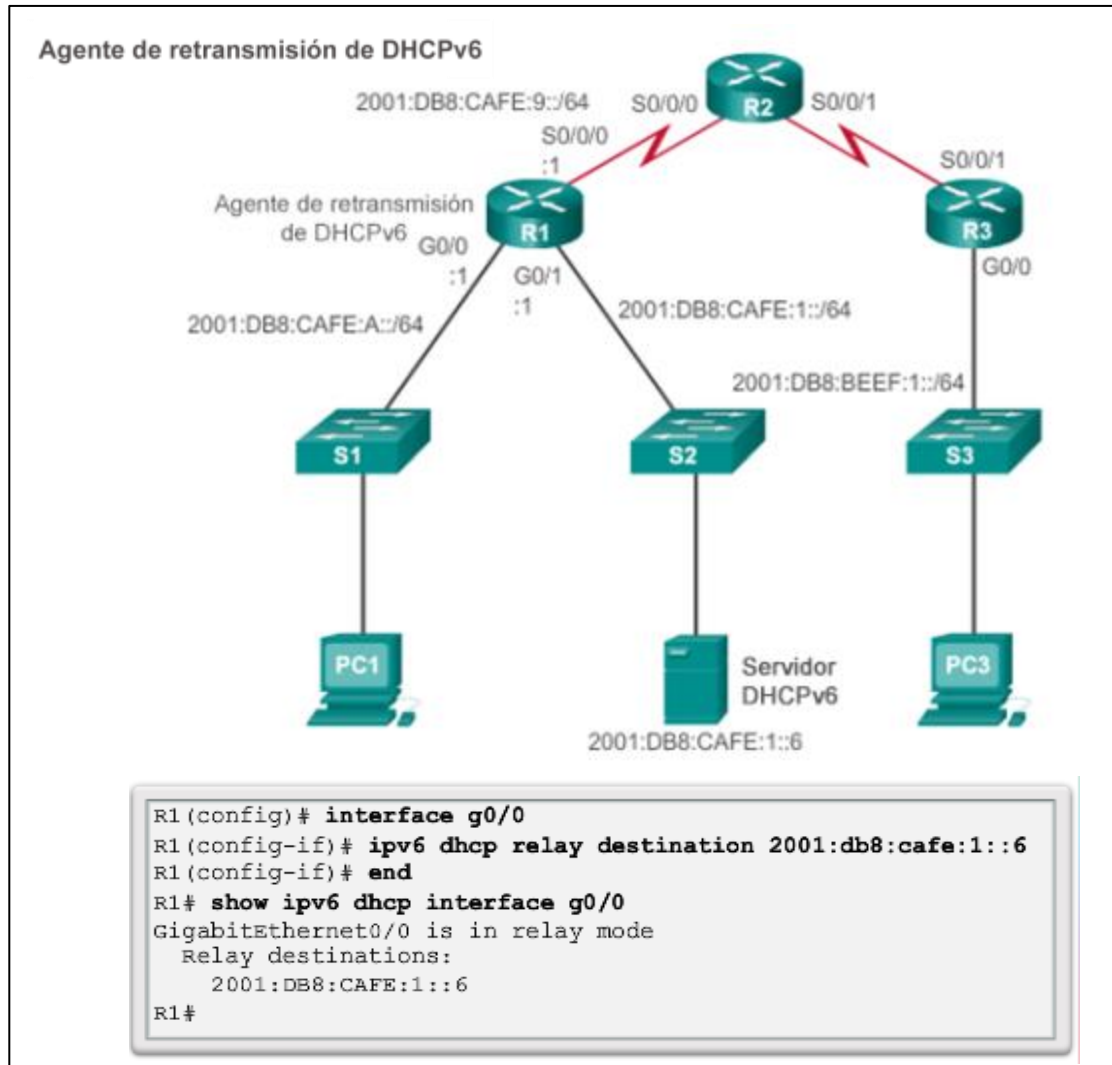 Agente de retransmisión de DHCPv6
2001:DB8:CAFE:9::/64
S0/0/0
R2
S0/0/1
S0/0/0
:1
S0/0/1
Agente de retransmisión
de DHCPv6
R1
R3
G0/0
:1
G0/1
:1
G0/0
2001:DB8:CAFE:A::/64
2001:DB8:CAFE:1::/64
2001:DB8:BEEF:1::/64
S1
S2
S3
PC1
Servidor
DHCPv6
PC3
2001:DB8:CAFE:1::6
R1(config)# interface g0/0
R1(config-if)# ipv6 dhcp relay destination 2001:db8:cafe:1::6
R1(config-if)# end
R1# show ipv6 dhcp interface g0/0
GigabitEthernet0/0 is in relay mode
  Relay destinations:
    2001:DB8:CAFE:1::6
R1#